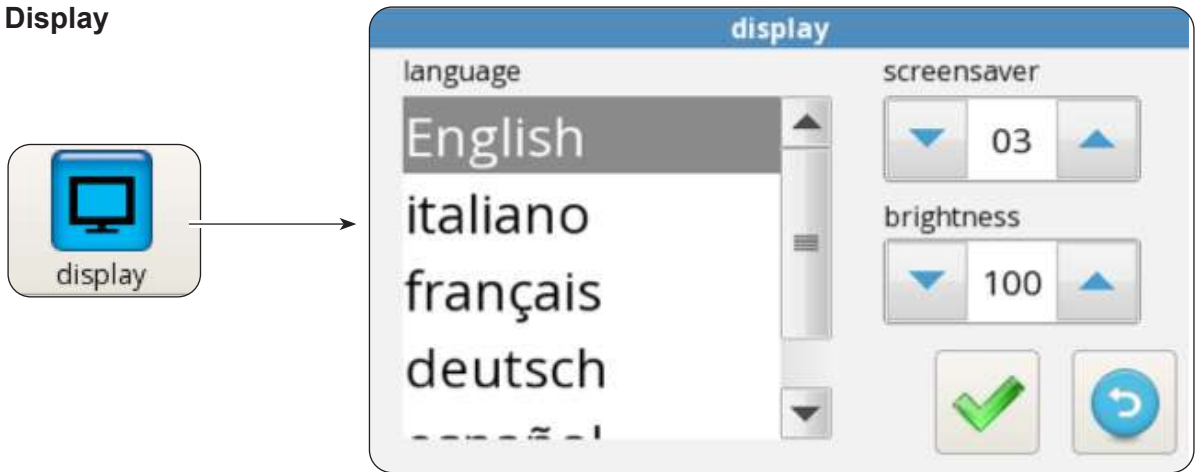 Display
display
display
language
English
italiano
français
deutsch
screensaver
03
brightness
100